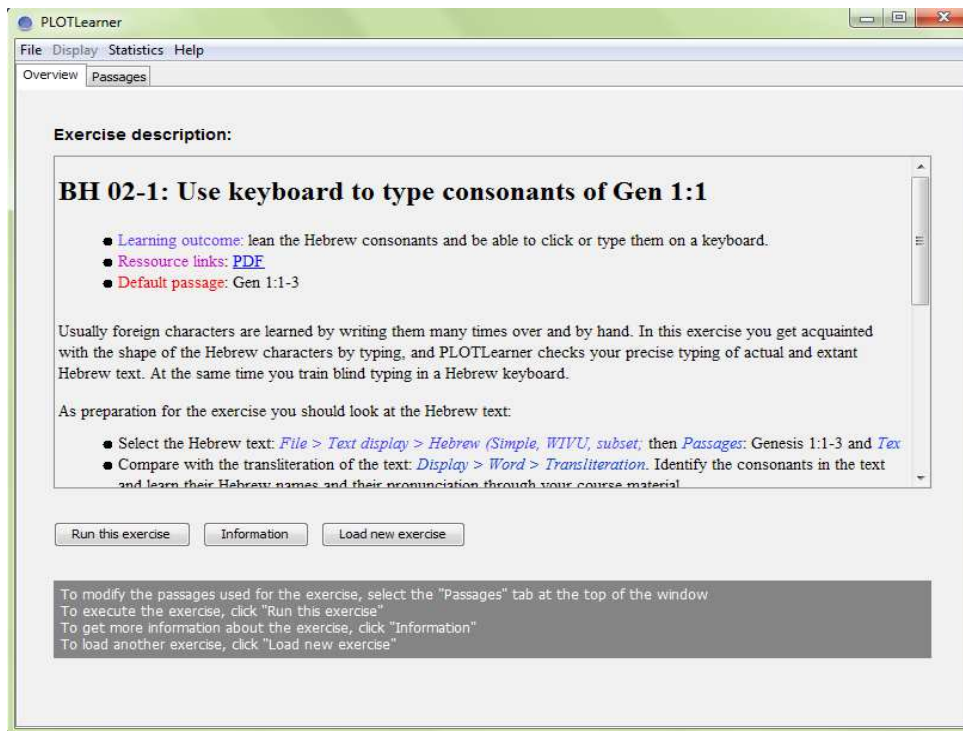 PLOTLearner
File Display Statistics Help
Overview Passages
Exercise description:
BH 02-1: Use keyboard to type consonants of Gen 1:1
Learning outcome: lean the Hebrew consonants and be able to click or type them on a keyboard.
Ressource links: PDF
Default passage: Gen 1:1-3
Usually foreign characters are learned by writing them many times over and by hand. In this exercise you get acquainted
with the shape of the Hebrew characters by typing, and PLOTLearner checks your precise typing of actual and extant
Hebrew text. At the same time you train blind typing in a Hebrew keyboard.
As preparation for the exercise you should look at the Hebrew text:
Select the Hebrew text: File > Text display > Hebrew (Simple, WIVU, subset; then Passages: Genesis 1:1-3 and Tex
Compare with the transliteration of the text: Display > Word > Transliteration. Identify the consonants in the text
and learn their Hebrew names and their pronunciation through your course material
Run this exercise Information Load new exercise
To modify the passages used for the exercise, select the "Passages" tab at the top of the window
To execute the exercise, click "Run this exercise"
To get more information about the exercise, click "Information"
To load another exercise, click "Load new exercise"